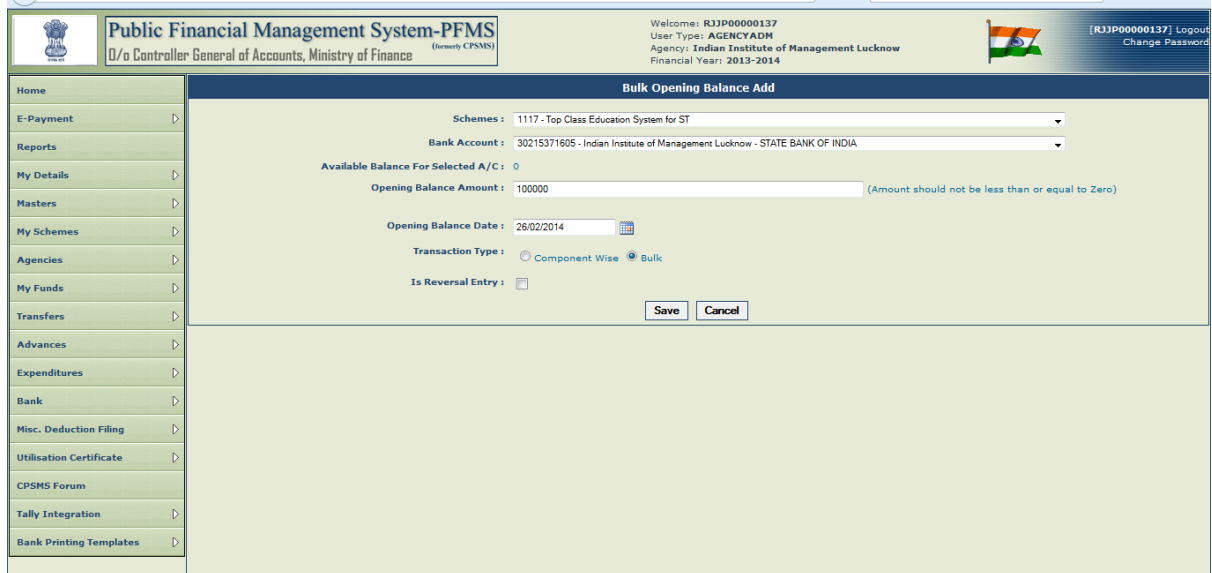 Public Financial Management System-PFMS
(formerly CPSMS)
O/o Controller General of Accounts, Ministry of Finance
Welcome: RJJP00000137
User Type: AGENCYADM
Agency: Indian Institute of Management Lucknow
Financial Year: 2013-2014
[RJJP00000137] Logout
Change Password
Home
E-Payment
Reports
My Details
Masters
My Schemes
Agencies
My Funds
Transfers
Advances
Expenditures
Bank
Misc. Deduction Filing
Utilisation Certificate
CPSMS Forum
Tally Integration
Bank Printing Templates
Bulk Opening Balance Add
Schemes : 1117 - Top Class Education System for ST
Bank Account : 30215371605 - Indian Institute of Management Lucknow - STATE BANK OF INDIA
Available Balance For Selected A/C : 0
Opening Balance Amount : 100000 (Amount should not be less than or equal to Zero)
Opening Balance Date : 26/02/2014
Transaction Type : Component Wise Bulk
Is Reversal Entry :
Save Cancel